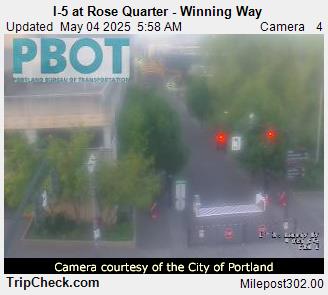 I-5 at Rose Quarter - Winning Way
Updated May 04 2025 5:58 AM Camera 4
PBOT
PORTLAND BUREAU OF TRANSPORTATION
Camera courtesy of the City of Portland
TripCheck.com Milepost302.00